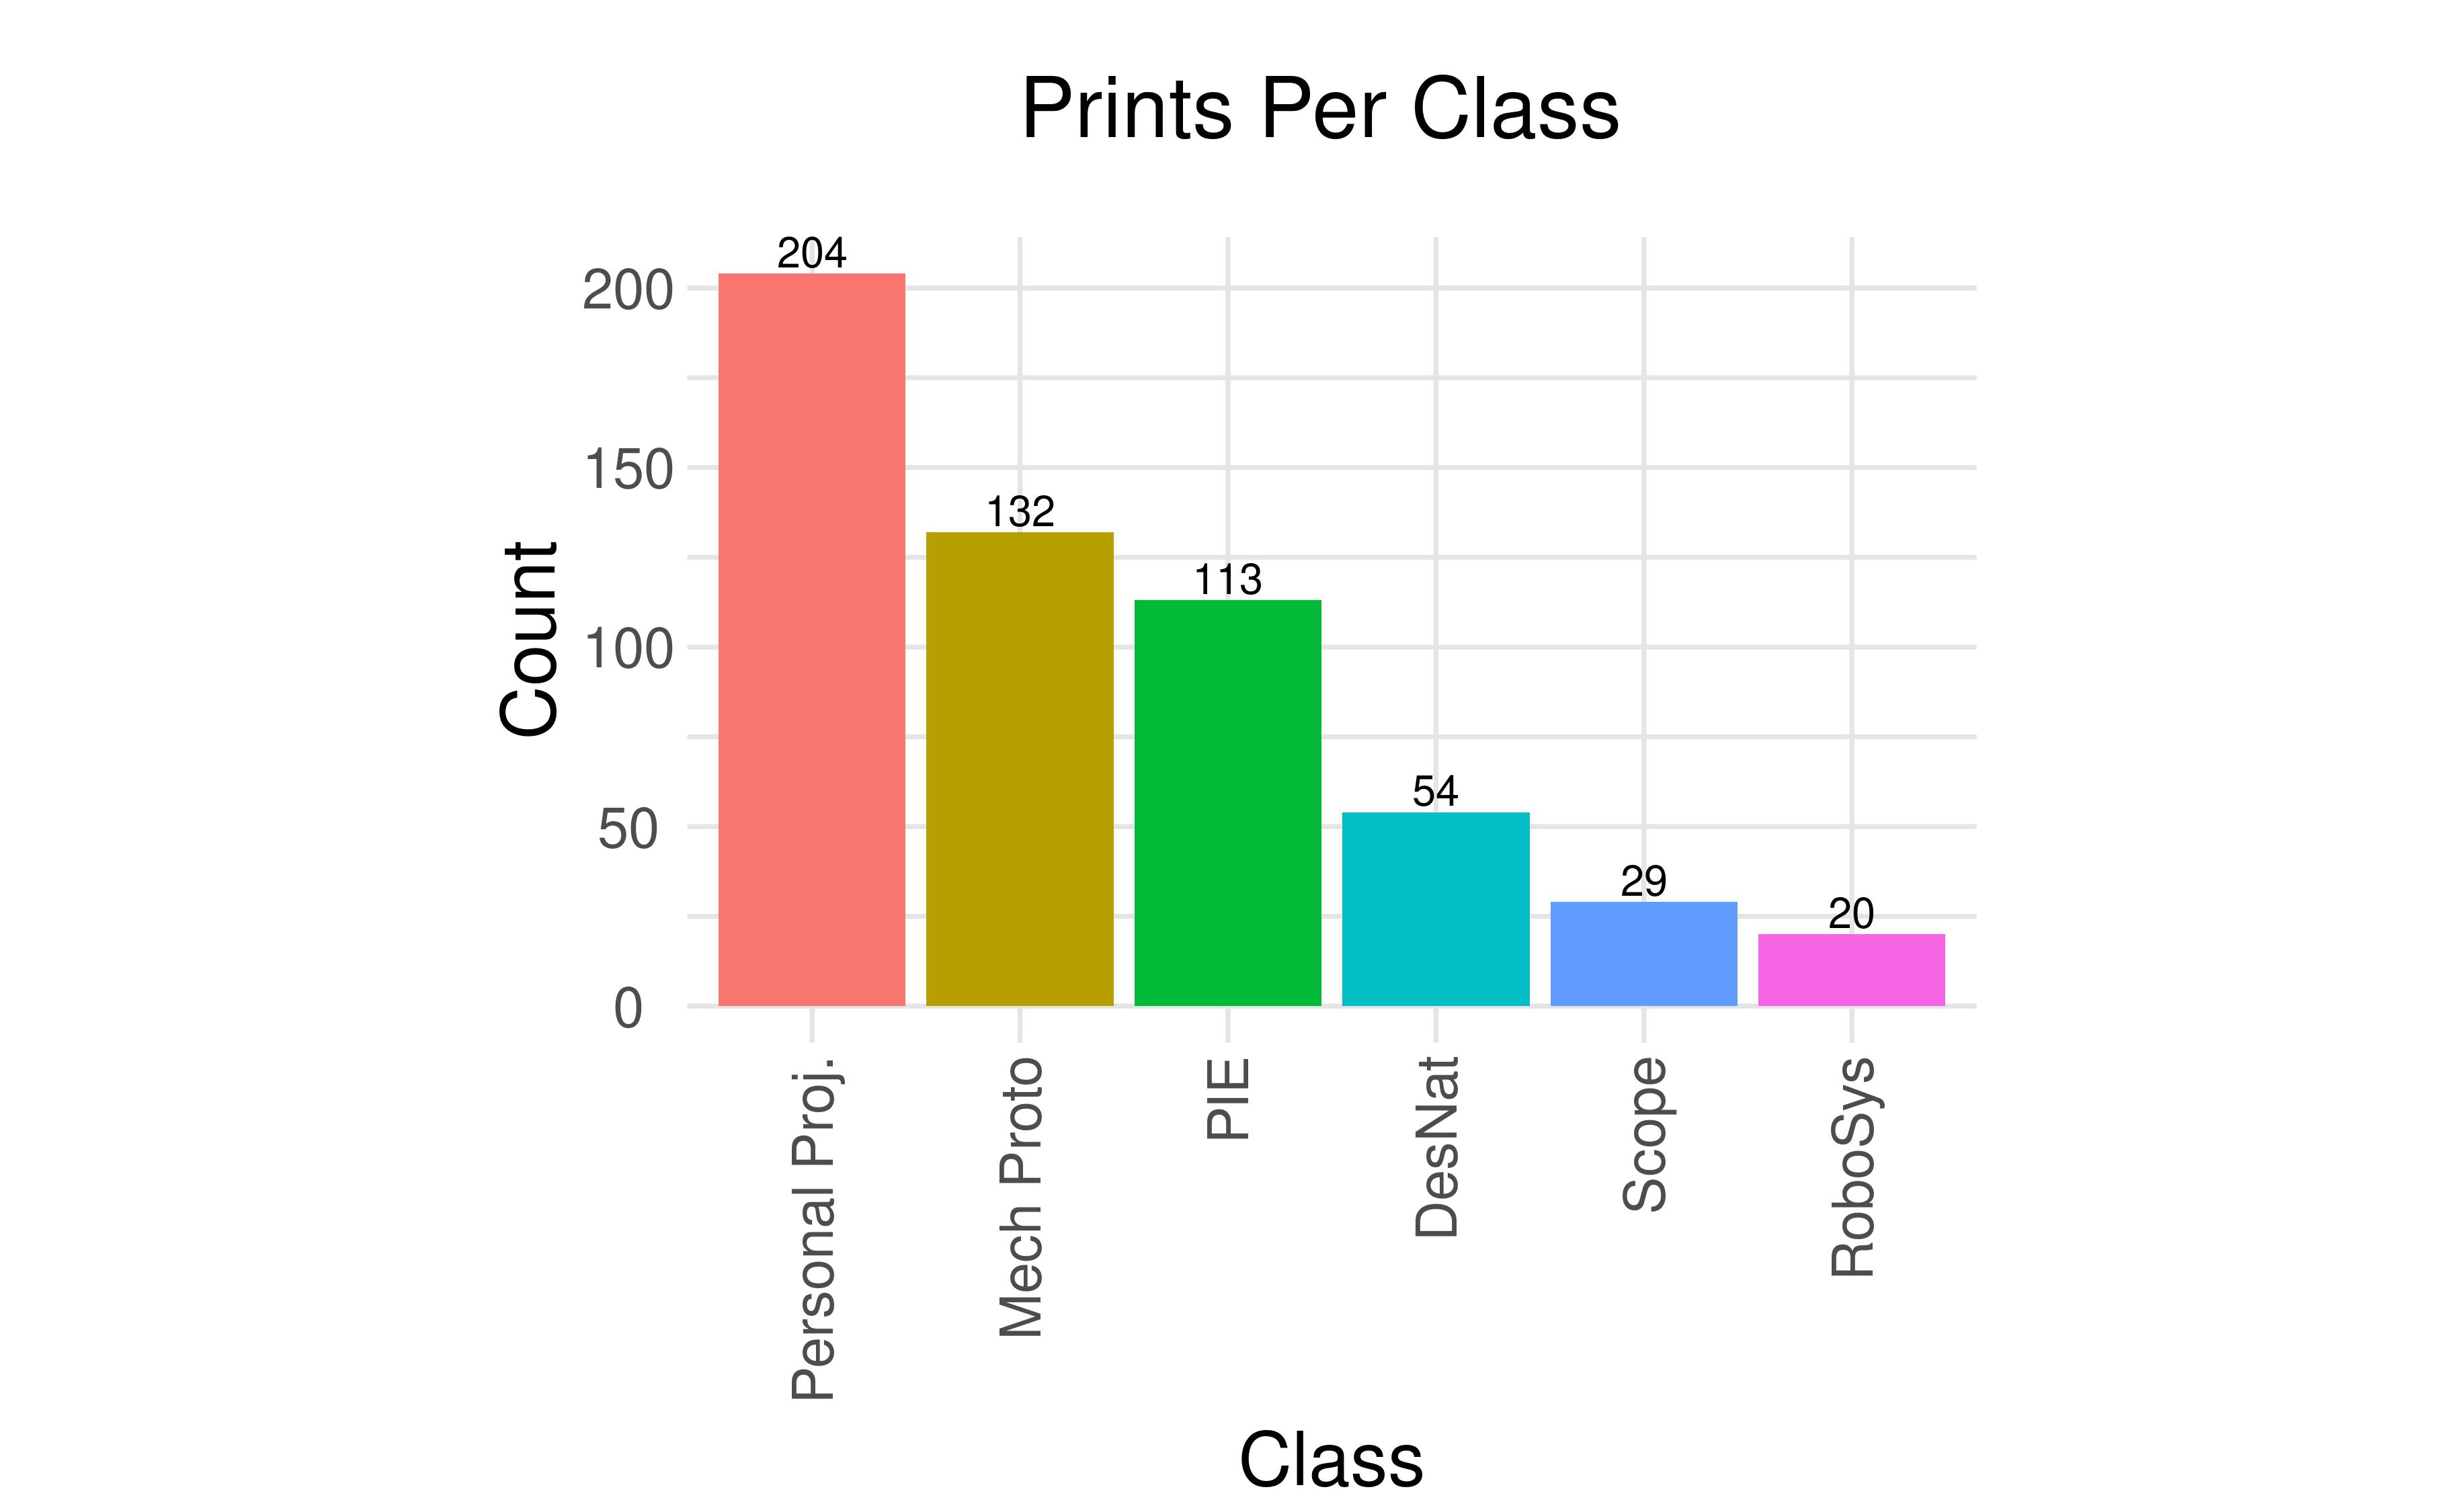 Prints Per Class
Count
200
150
100
50
0
204
132
113
54
29
20
Personal Proj.
Mech Proto
PIE
DesNat
Scope
RoboSys
Class